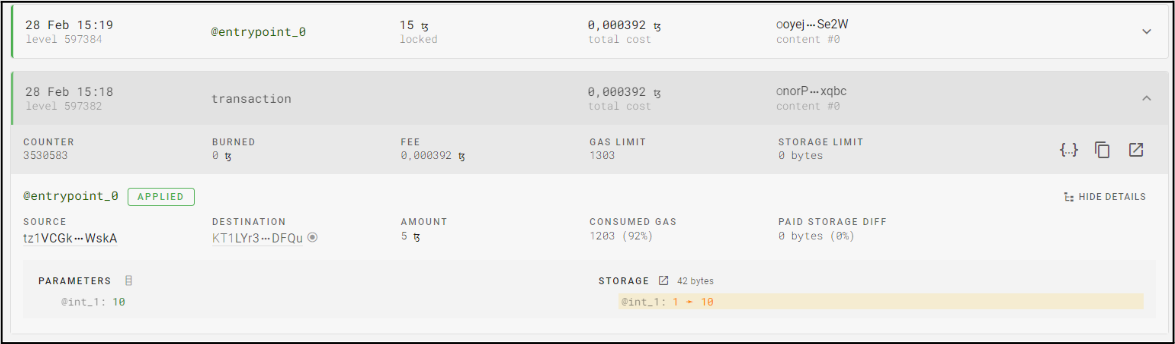 28 Feb 15:19 @entrypoint_0 15 ꜩ 0,000392 ꜩ ooyej···Se2W
level 597384 locked total cost content #0
28 Feb 15:18 transaction 0,000392 ꜩ onorP···xqbc
level 597382 total cost content #0
COUNTER BURNED FEE GAS LIMIT STORAGE LIMIT
3530583 0 ꜩ 0,000392 ꜩ 1303 0 bytes {...}
@entrypoint_0 APPLIED HIDE DETAILS
SOURCE DESTINATION AMOUNT CONSUMED GAS PAID STORAGE DIFF
tz1VCGk···WskA KT1LYr3···DFQu 5 ꜩ 1203 (92%) 0 bytes (0%)
PARAMETERS STORAGE 42 bytes
@int_1: 10 @int_1: 1 → 10